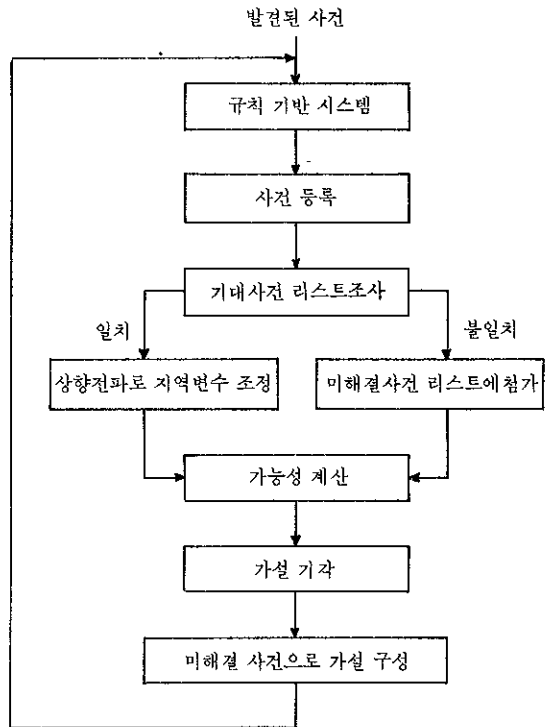 발견된 사건
규칙 기반 시스템
사건 등록
기대사건 리스트조사
일치
불일치
상향전파로 지역변수 조정
미해결사건 리스트에첨가
가능성 계산
가설 기각
미해결 사건으로 가설 구성